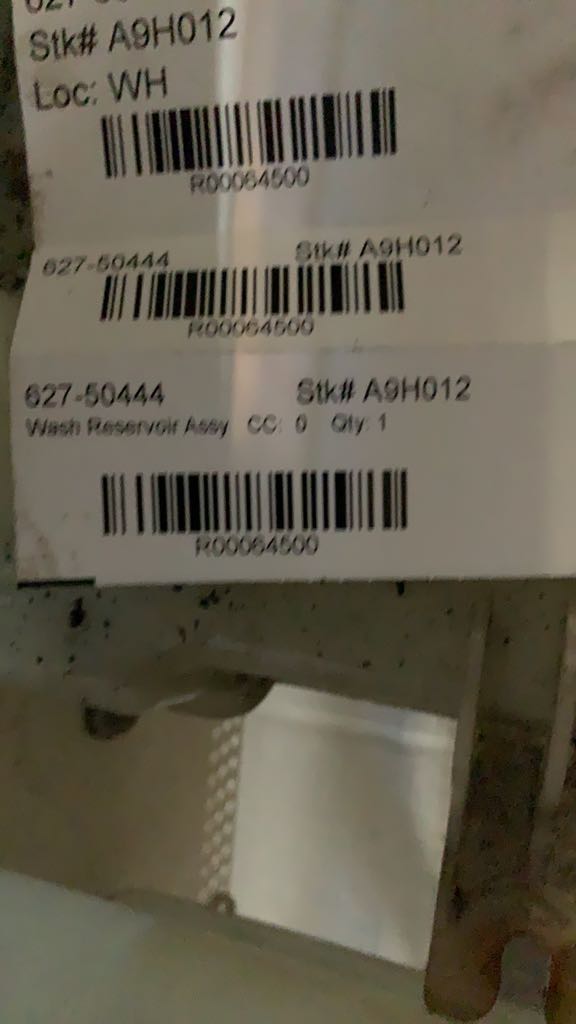 Stk# A9H012
Loc: WH
R00064500
627-50444 Stk# A9H012
R00064500
627-50444 Stk# A9H012
Wash Reservoir Assy CC: 0 Qty: 1
R00064500